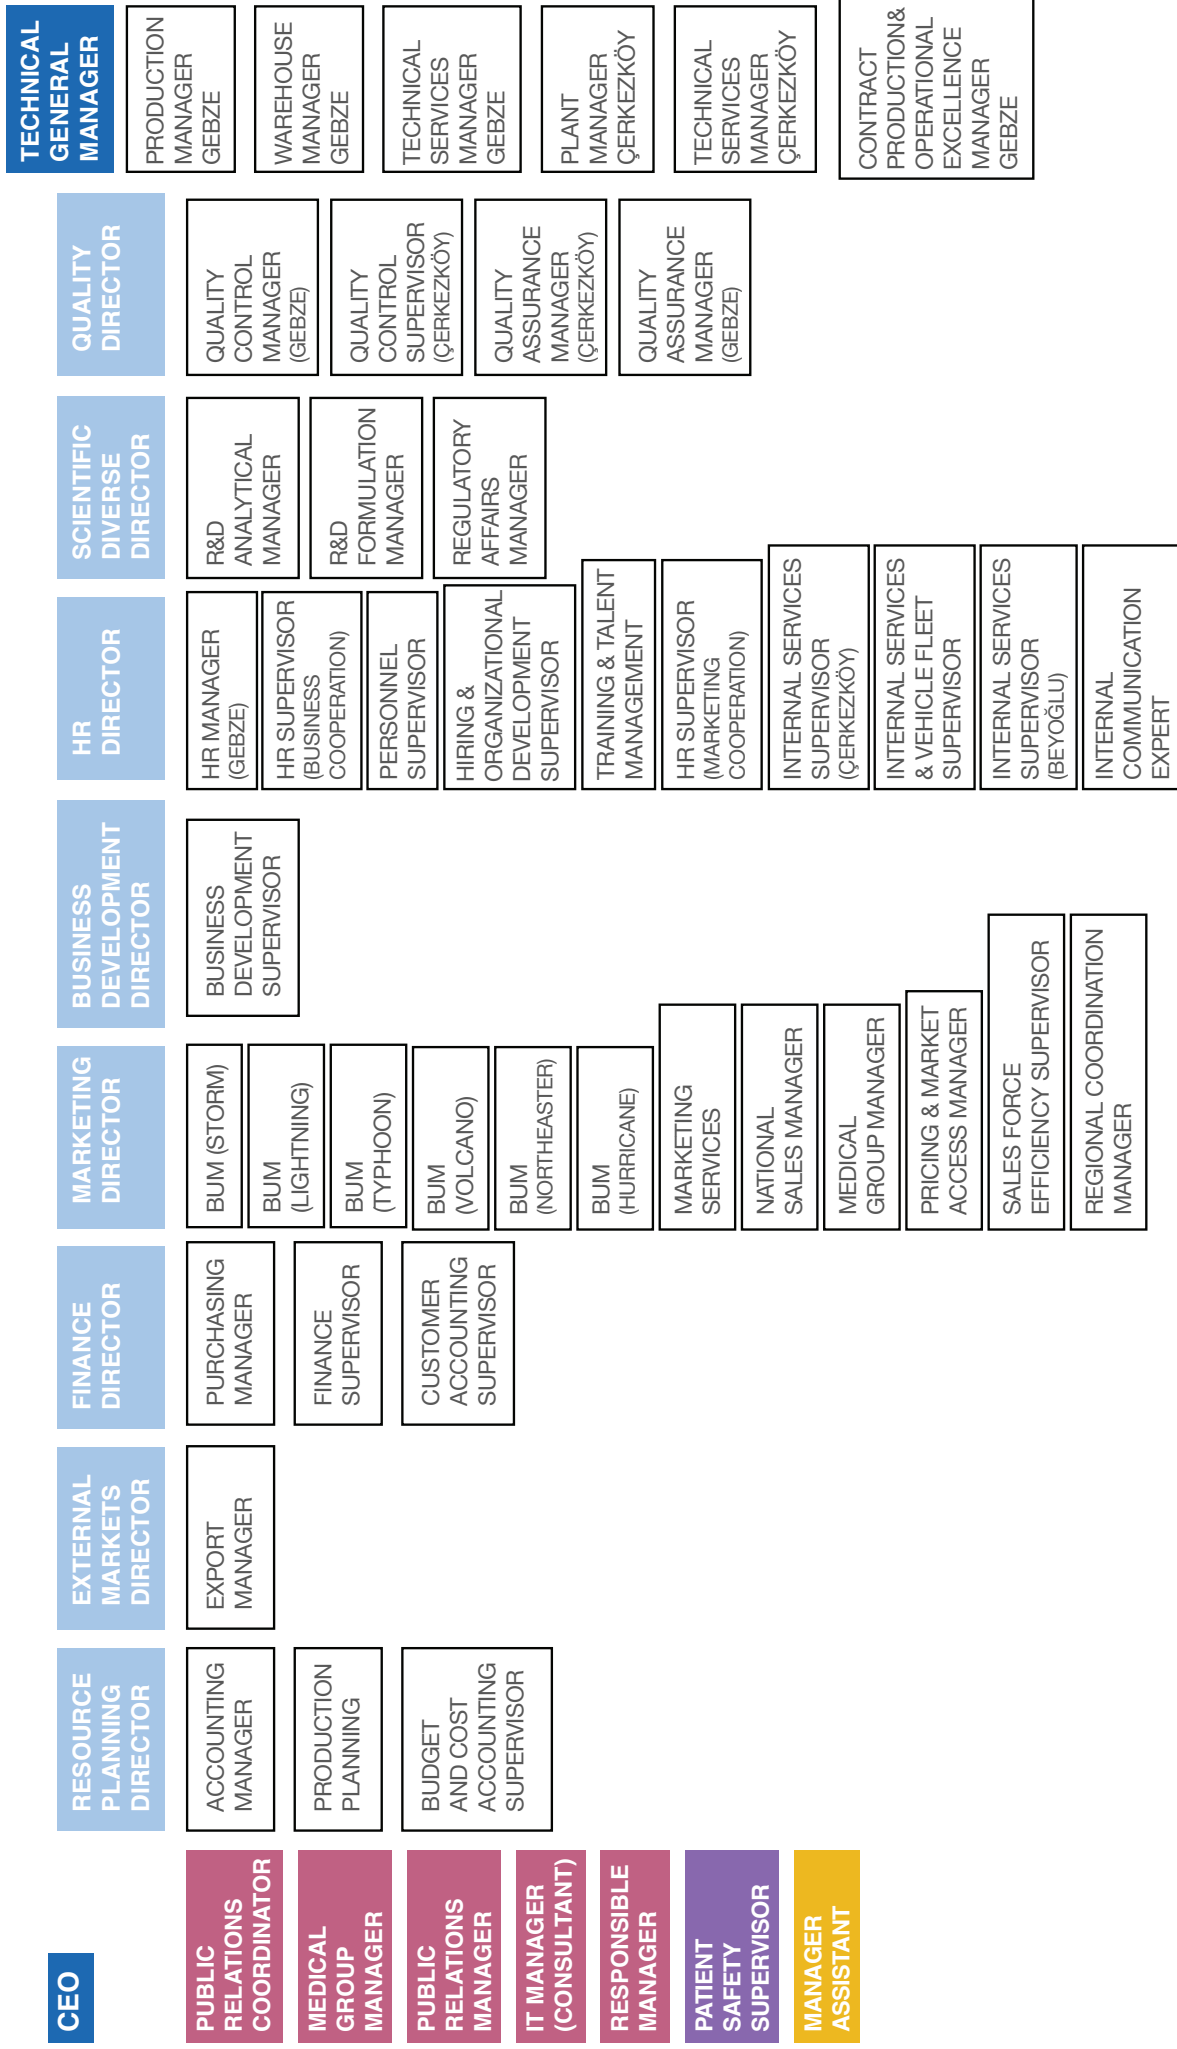 CEO
PUBLIC
RELATIONS
COORDINATOR
MEDICAL
GROUP
MANAGER
PUBLIC
RELATIONS
MANAGER
IT MANAGER
(CONSULTANT)
RESPONSIBLE
MANAGER
PATIENT
SAFETY
SUPERVISOR
MANAGER
ASSISTANT
RESOURCE
PLANNING
DIRECTOR
ACCOUNTING
MANAGER
PRODUCTION
PLANNING
BUDGET
AND COST
ACCOUNTING
SUPERVISOR
EXTERNAL
MARKETS
DIRECTOR
EXPORT
MANAGER
FINANCE
DIRECTOR
PURCHASING
MANAGER
FINANCE
SUPERVISOR
CUSTOMER
ACCOUNTING
SUPERVISOR
MARKETING
DIRECTOR
BUM (STORM)
BUM
(LIGHTNING)
BUM
(TYPHOON)
BUM
(VOLCANO)
BUM
(NORTHEASTER)
BUM
(HURRICANE)
MARKETING
SERVICES
NATIONAL
SALES MANAGER
MEDICAL
GROUP MANAGER
PRICING & MARKET
ACCESS MANAGER
SALES FORCE
EFFICIENCY SUPERVISOR
REGIONAL COORDINATION
MANAGER
BUSINESS
DEVELOPMENT
DIRECTOR
BUSINESS
DEVELOPMENT
SUPERVISOR
HR
DIRECTOR
HR MANAGER
(GEBZE)
HR SUPERVISOR
(BUSINESS
COOPERATION)
PERSONNEL
SUPERVISOR
HIRING &
ORGANIZATIONAL
DEVELOPMENT
SUPERVISOR
TRAINING & TALENT
MANAGEMENT
HR SUPERVISOR
(MARKETING
COOPERATION)
INTERNAL SERVICES
SUPERVISOR
(ÇERKEZKÖY)
INTERNAL SERVICES
& VEHICLE FLEET
SUPERVISOR
INTERNAL SERVICES
SUPERVISOR
(BEYOĞLU)
INTERNAL
COMMUNICATION
EXPERT
SCIENTIFIC
DIVERSE
DIRECTOR
R&D
ANALYTICAL
MANAGER
R&D
FORMULATION
MANAGER
REGULATORY
AFFAIRS
MANAGER
QUALITY
DIRECTOR
QUALITY
CONTROL
MANAGER
(GEBZE)
QUALITY
CONTROL
SUPERVISOR
(ÇERKEZKÖY)
QUALITY
ASSURANCE
MANAGER
(ÇERKEZKÖY)
QUALITY
ASSURANCE
MANAGER
(GEBZE)
TECHNICAL
GENERAL
MANAGER
PRODUCTION
MANAGER
GEBZE
WAREHOUSE
MANAGER
GEBZE
TECHNICAL
SERVICES
MANAGER
GEBZE
PLANT
MANAGER
ÇERKEZKÖY
TECHNICAL
SERVICES
MANAGER
ÇERKEZKÖY
CONTRACT
PRODUCTION&
OPERATIONAL
EXCELLENCE
MANAGER
GEBZE